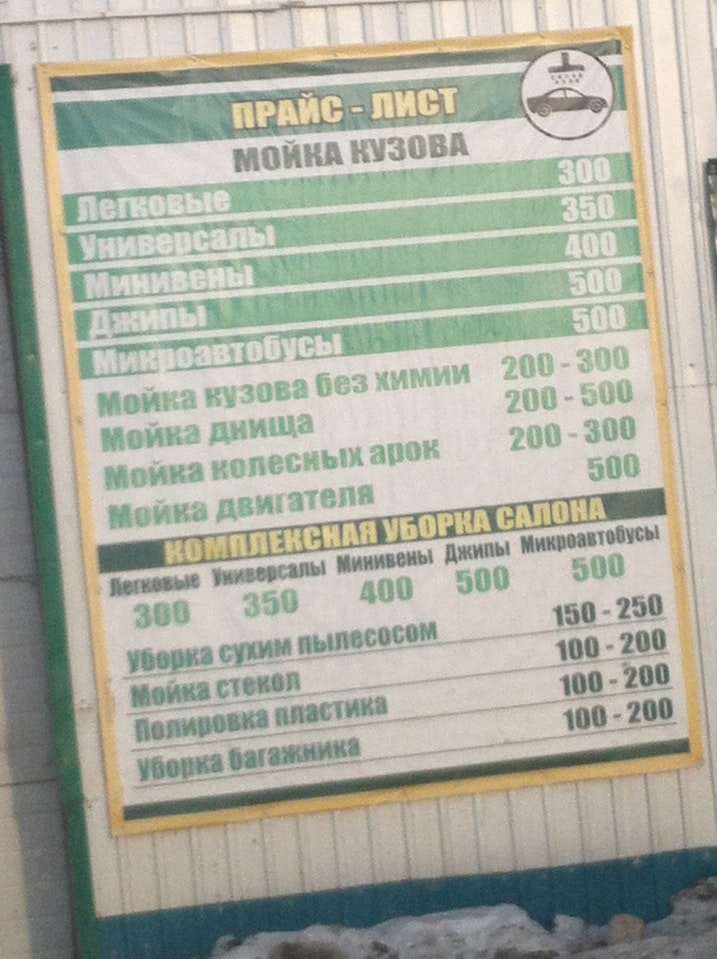 ПРАЙС - ЛИСТ
МОЙКА КУЗОВА
Легковые 300
Универсалы 350
Минивены 400
Джипы 500
Микроавтобусы 500
Мойка кузова без химии 200 - 300
Мойка днища 200 - 500
Мойка колесных арок 200 - 300
Мойка двигателя 500
КОМПЛЕКСНАЯ УБОРКА САЛОНА
Легковые Универсалы Минивены Джипы Микроавтобусы
300 350 400 500 500
Уборка сухим пылесосом 150 - 250
Мойка стекол 100 - 200
Полировка пластика 100 - 200
Уборка багажника 100 - 200